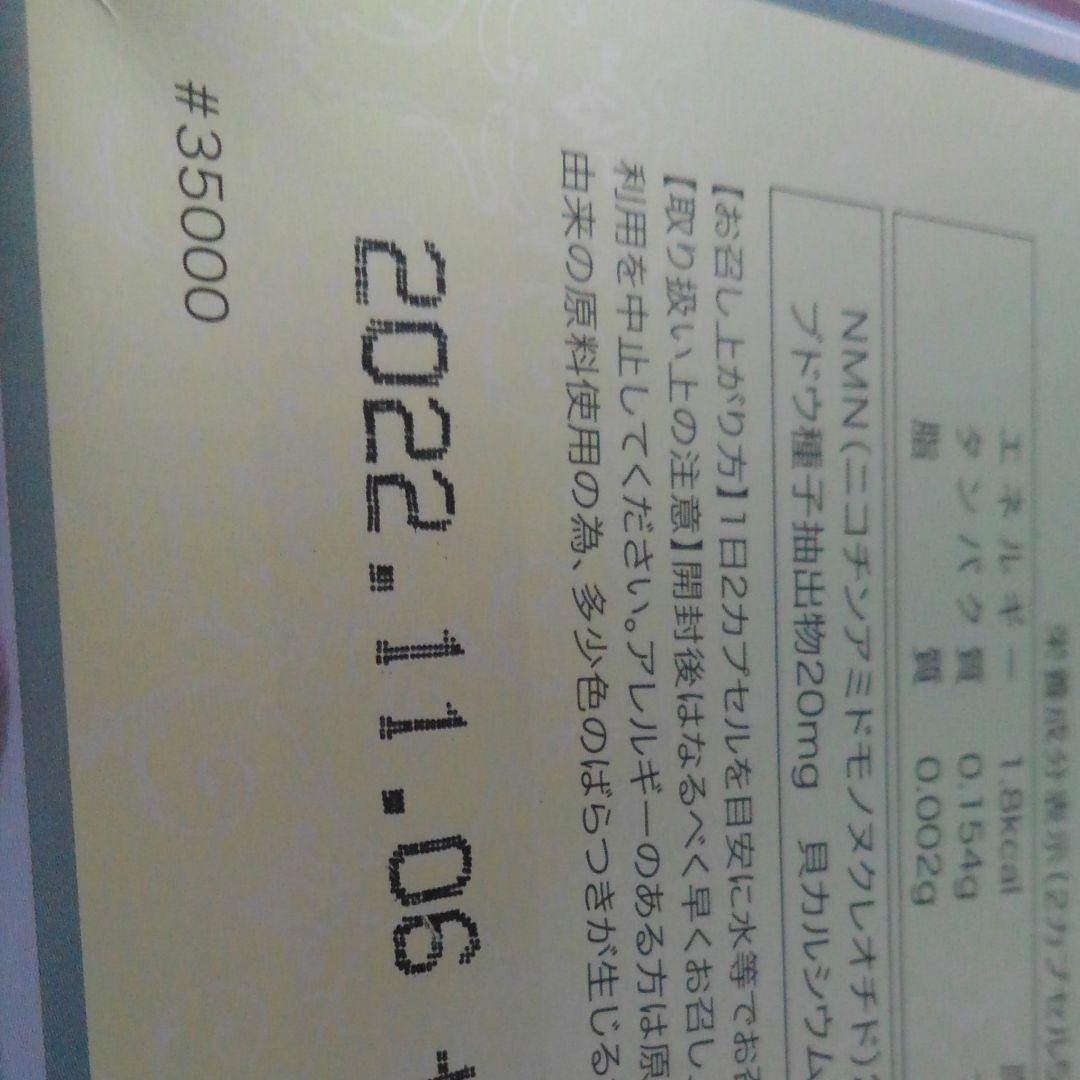 栄養成分表示(2カプセル
エネルギー 1.8kcal
タンパク質 0.154g
脂質 0.002g
NMN(ニコチンアミドモノヌクレオチド)
ブドウ種子抽出物20mg 貝カルシウム
【お召し上がり方】1日2カプセルを目安に水等でお召
【取り扱い上の注意】開封後はなるべく早くお召し
利用を中止してください。アレルギーのある方は原
由来の原料使用の為、多少色のばらつきが生じる
2022.11.06
#35000